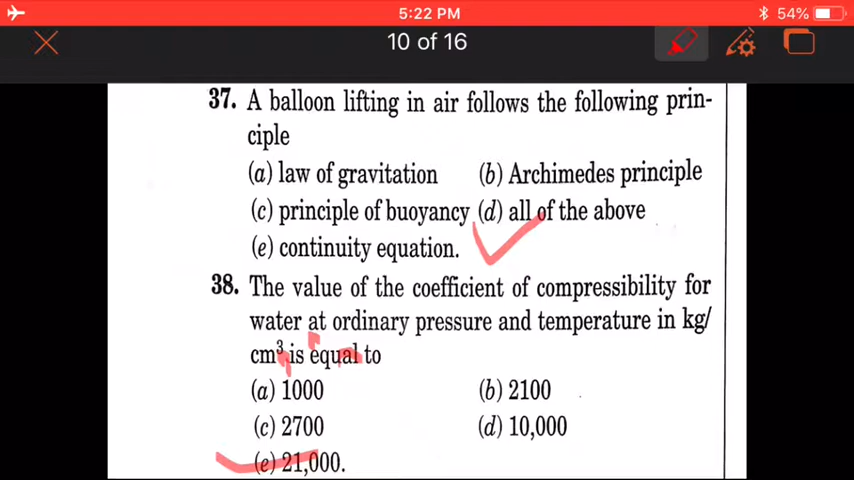 5:22 PM
54%
10 of 16
37. A balloon lifting in air follows the following prin-
ciple
(a) law of gravitation (b) Archimedes principle
(c) principle of buoyancy (d) all of the above
(e) continuity equation.
38. The value of the coefficient of compressibility for
water at ordinary pressure and temperature in kg/
cm³ is equal to
(a) 1000 (b) 2100
(c) 2700 (d) 10,000
(e) 21,000.